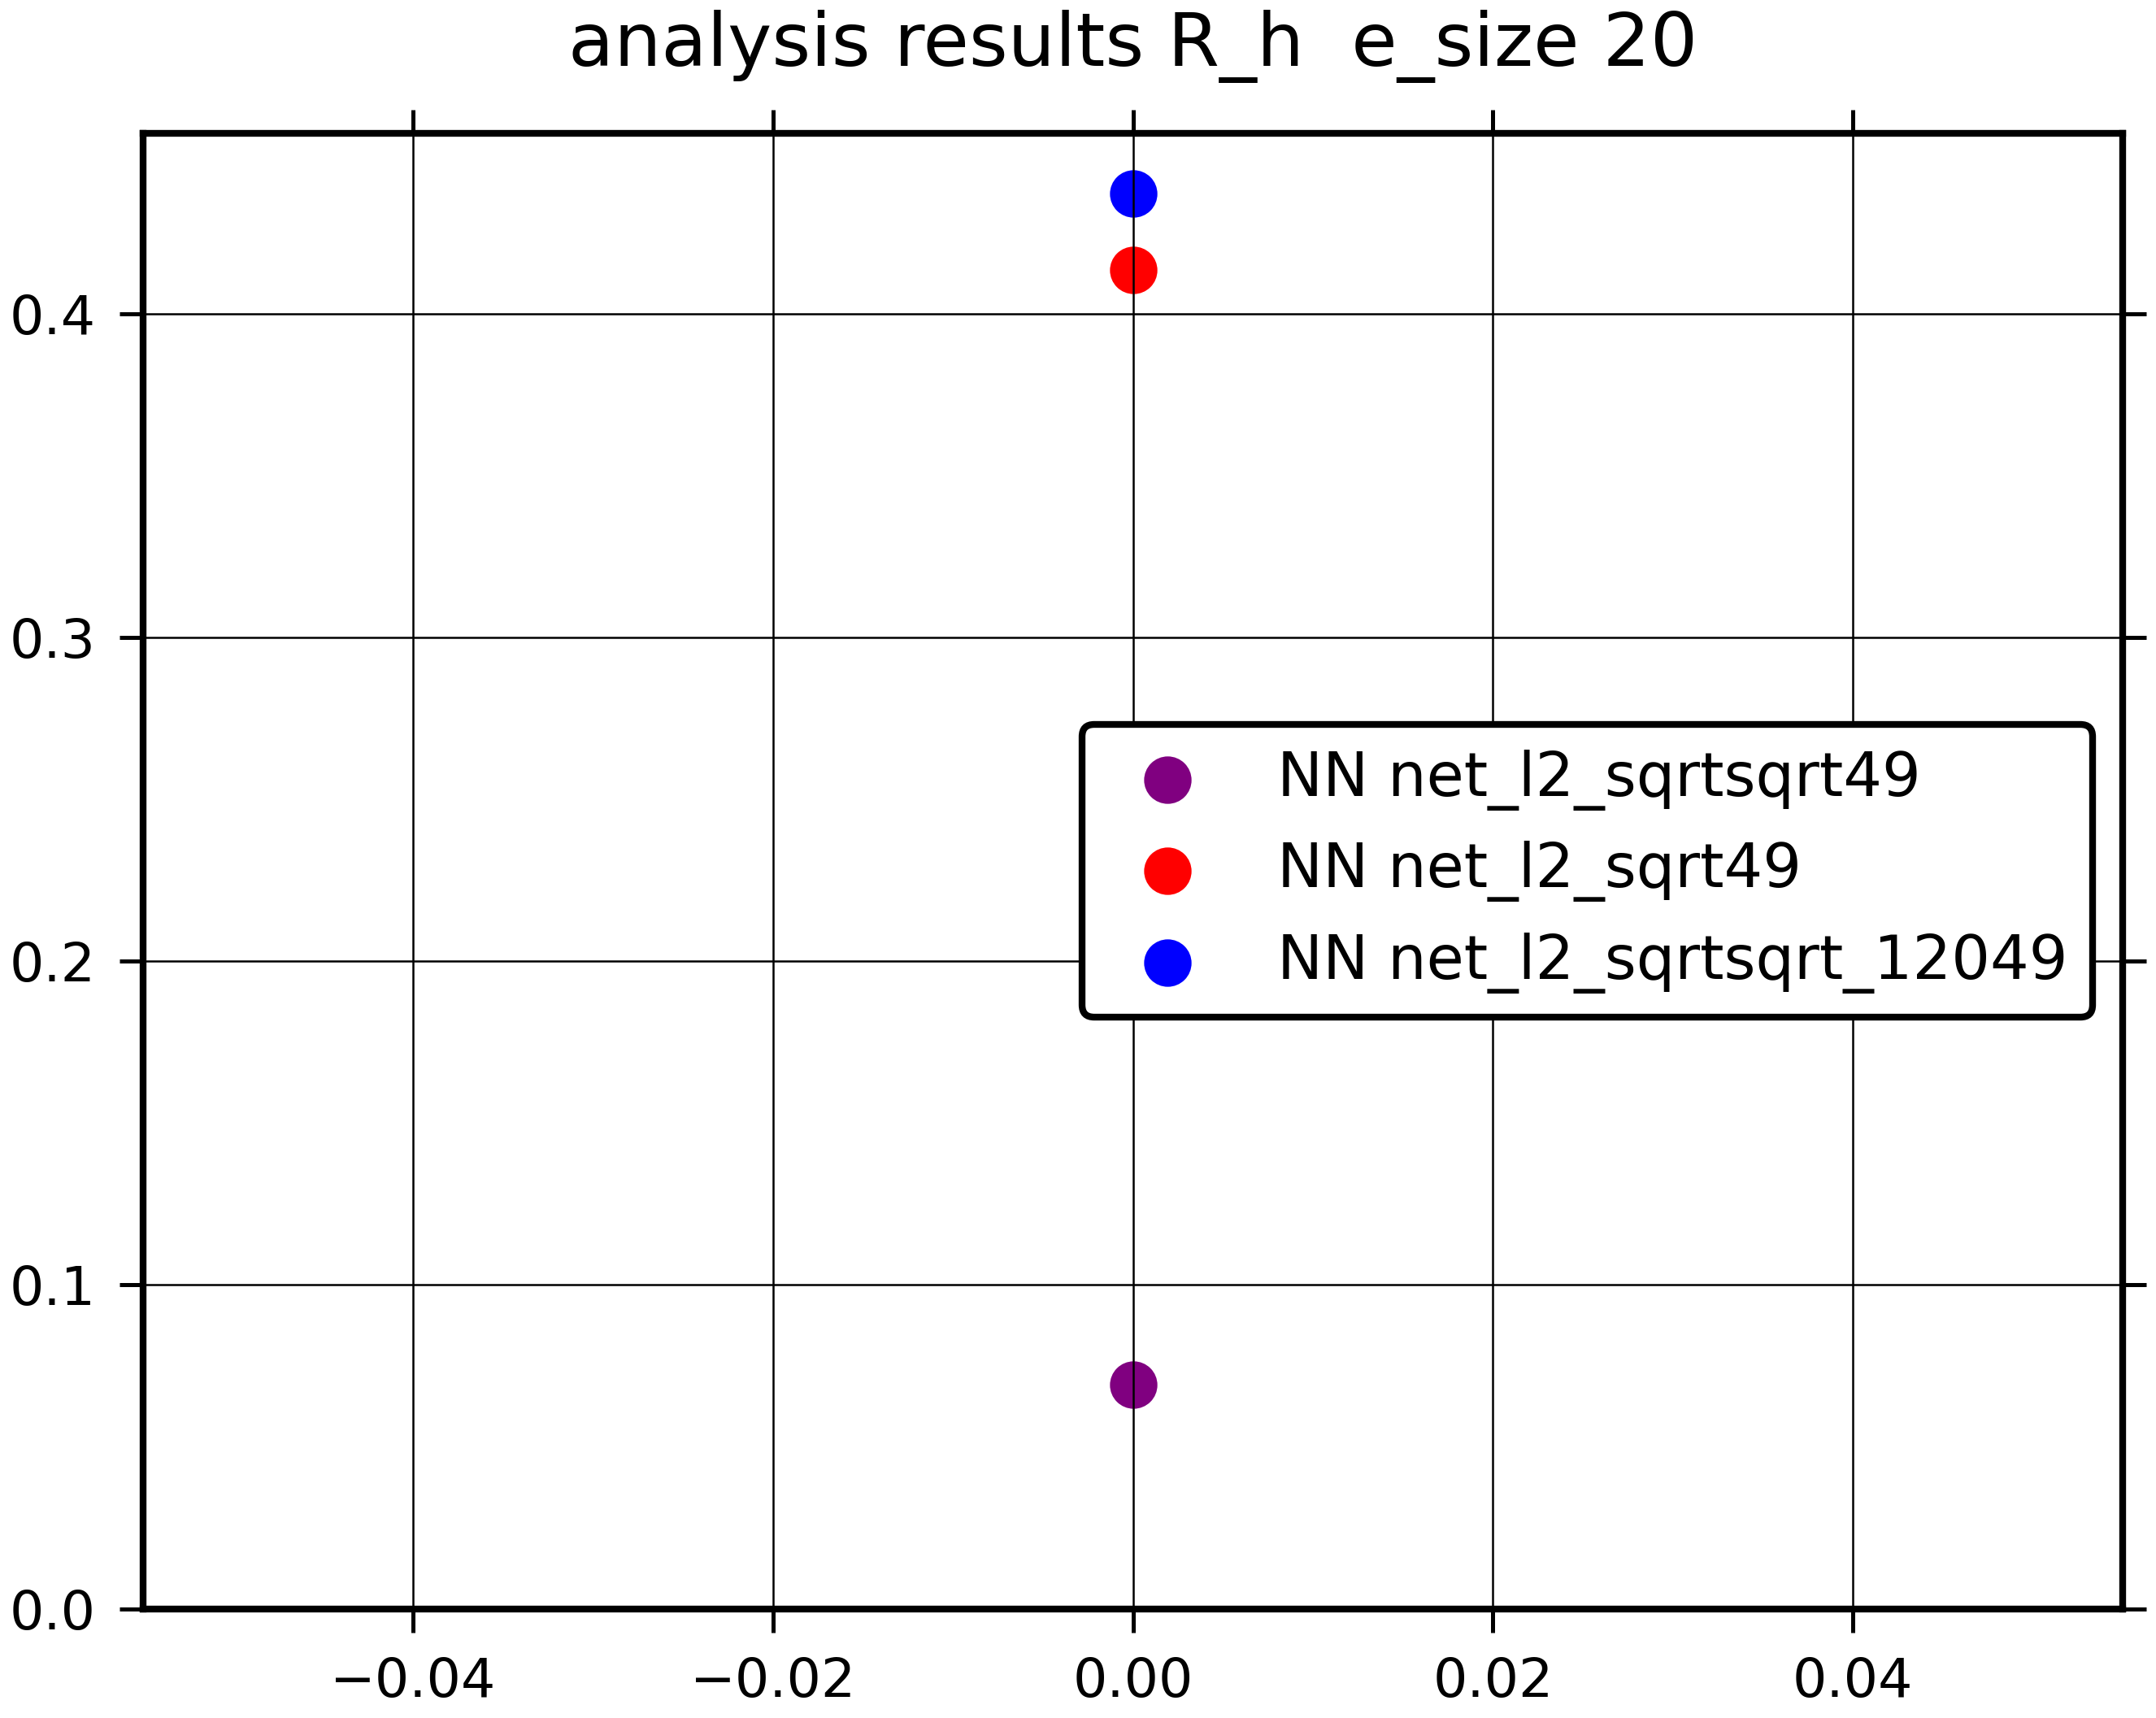 analysis results R_h  e_size 20
0.4
0.3
0.2
0.1
0.0
NN net_l2_sqrtsqrt49
NN net_l2_sqrt49
NN net_l2_sqrtsqrt_12049
−0.04 −0.02 0.00 0.02 0.04